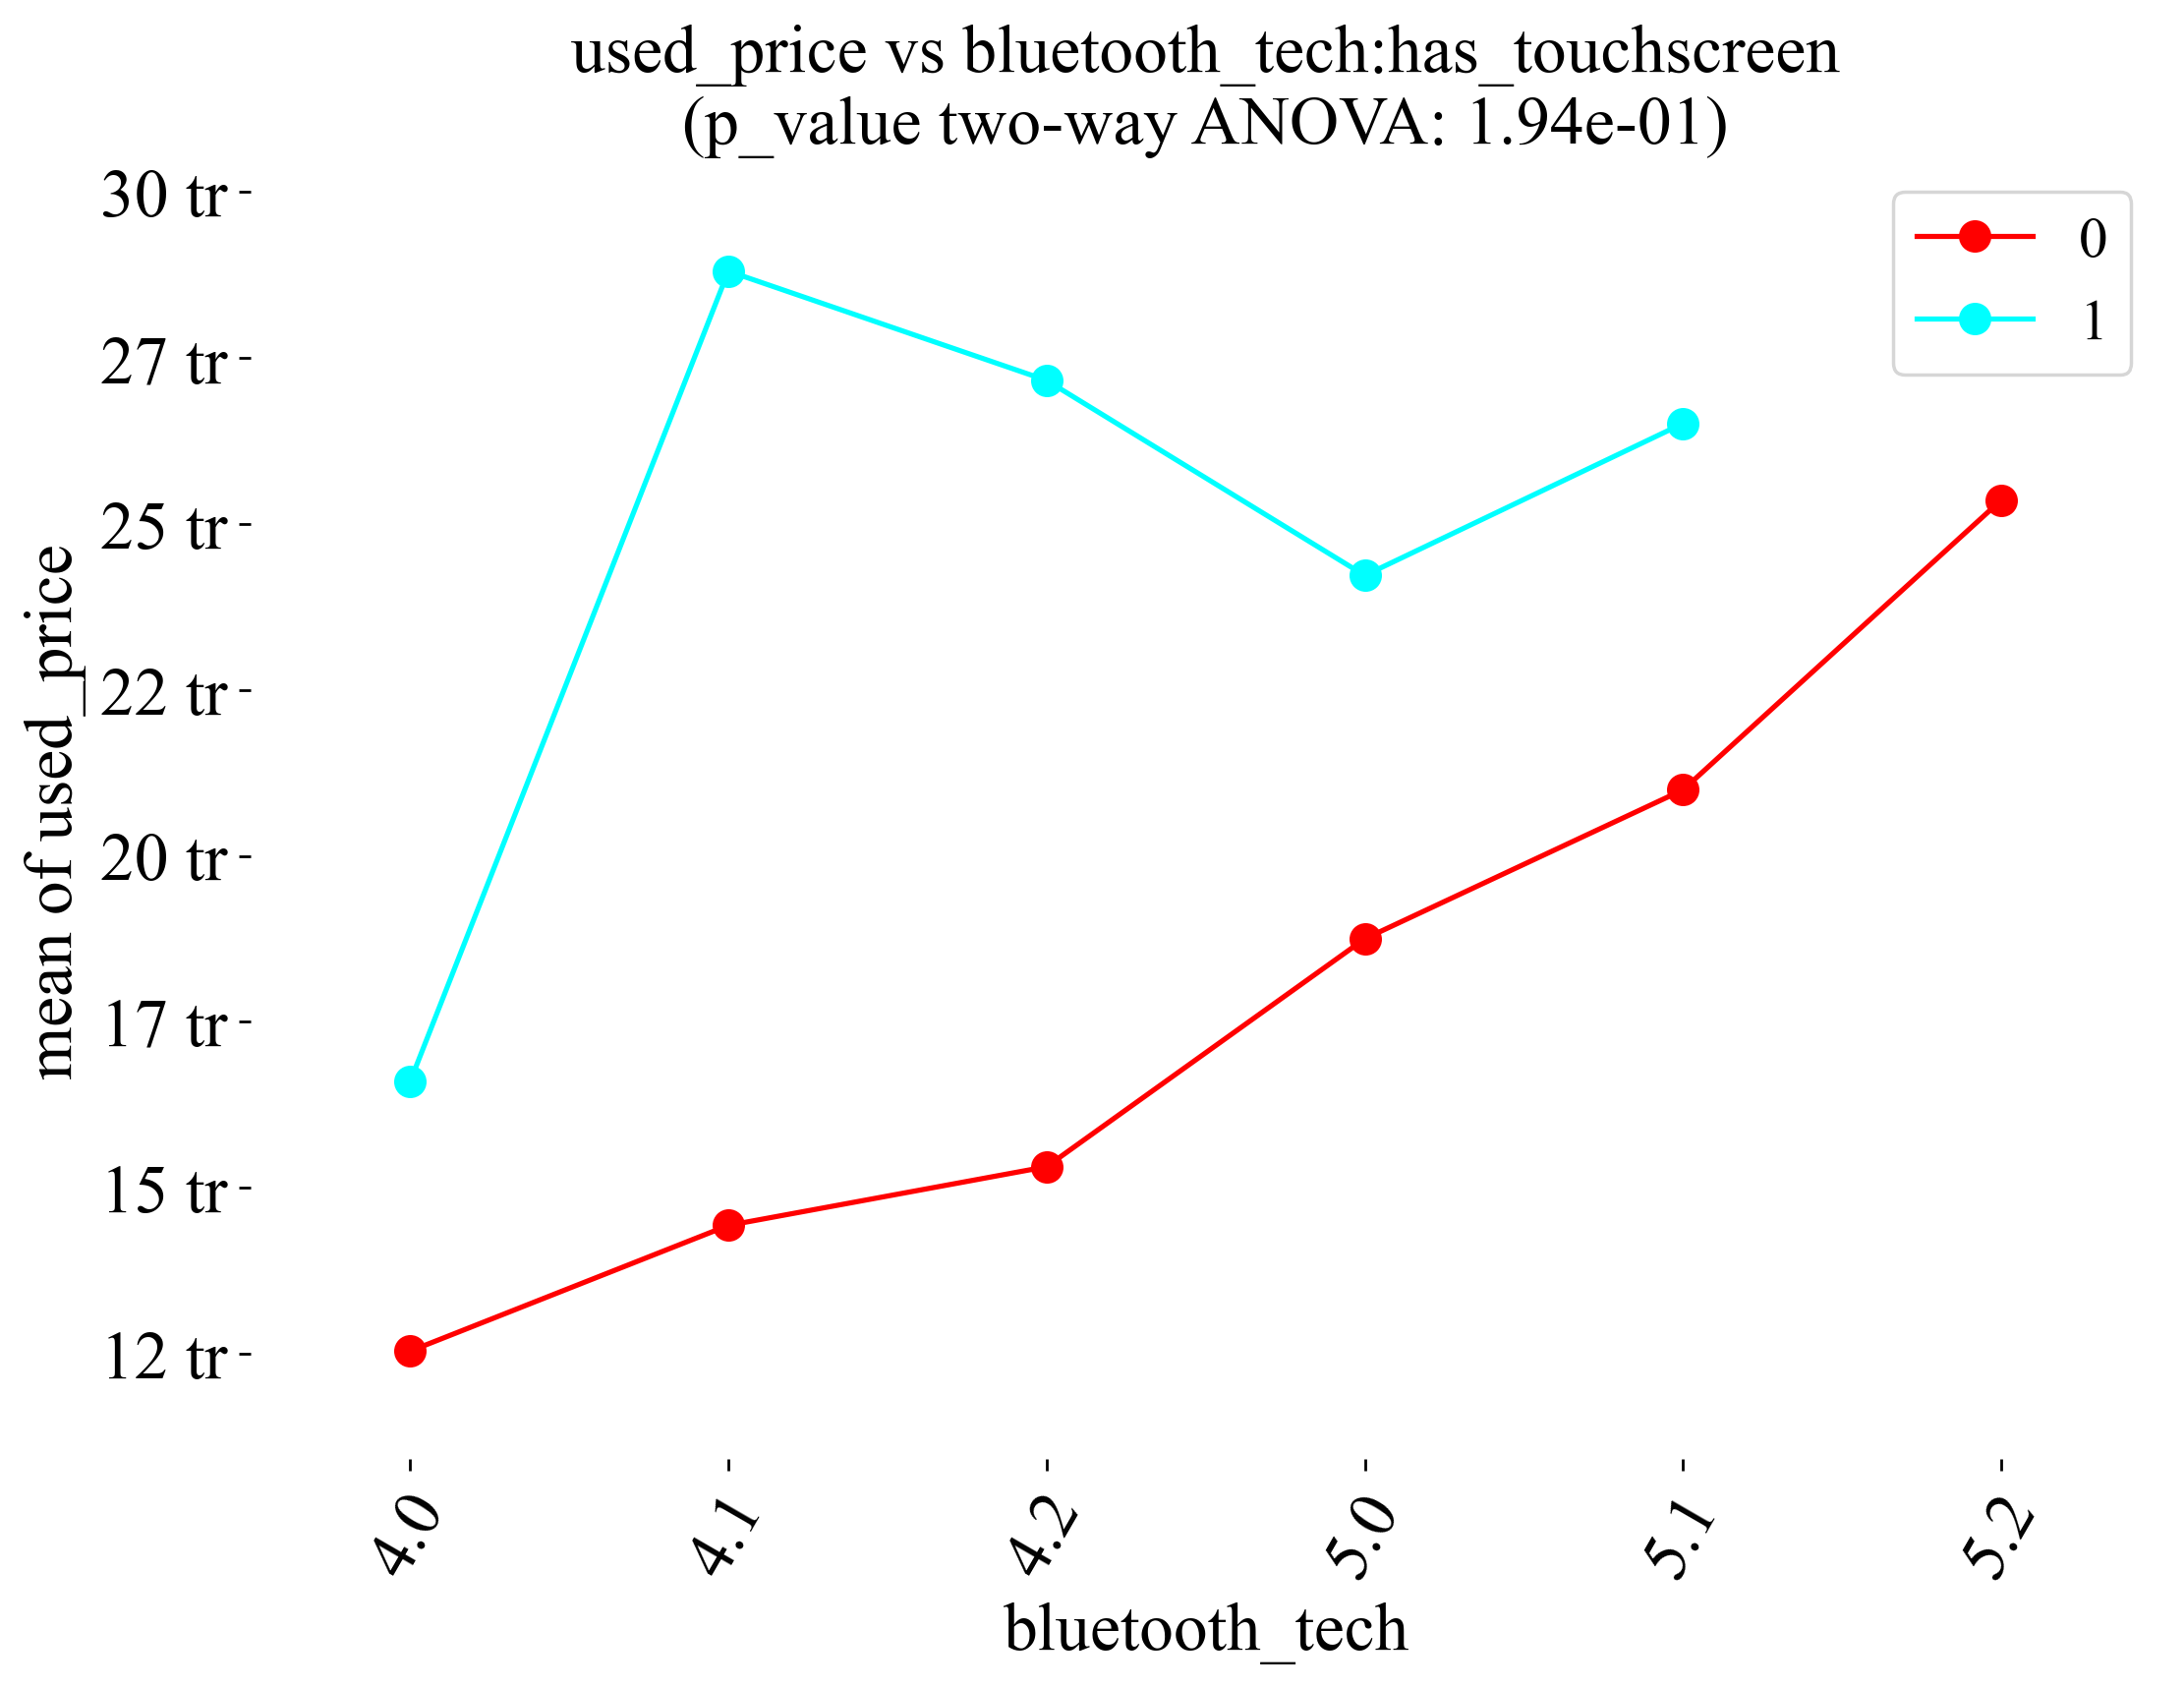 used_price vs bluetooth_tech:has_touchscreen
(p_value two-way ANOVA: 1.94e-01)
0
1
mean of used_price
30 tr
27 tr
25 tr
22 tr
20 tr
17 tr
15 tr
12 tr
4.0
4.1
4.2
5.0
5.1
5.2
bluetooth_tech